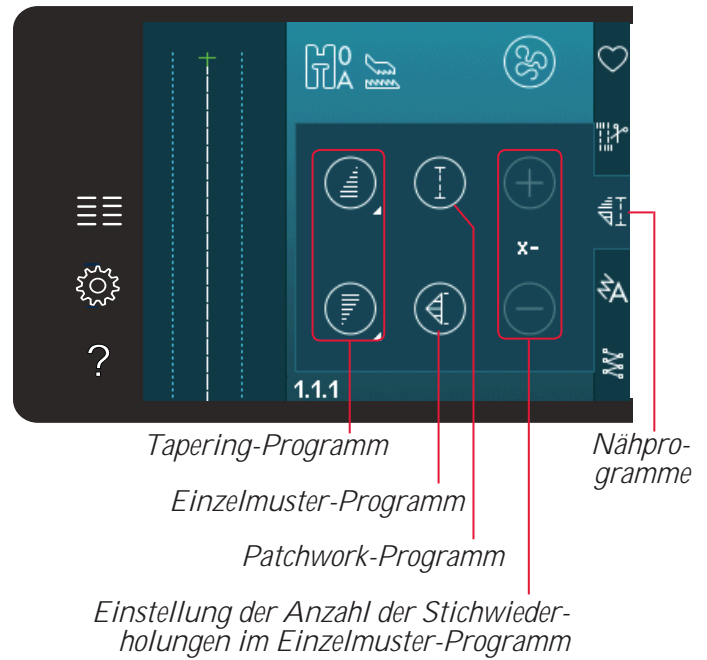 H 0
A
x-
A
?
1.1.1
Tapering-Programm
Nähpro-
gramme
Einzelmuster-Programm
Patchwork-Programm
Einstellung der Anzahl der Stichwieder-
holungen im Einzelmuster-Programm